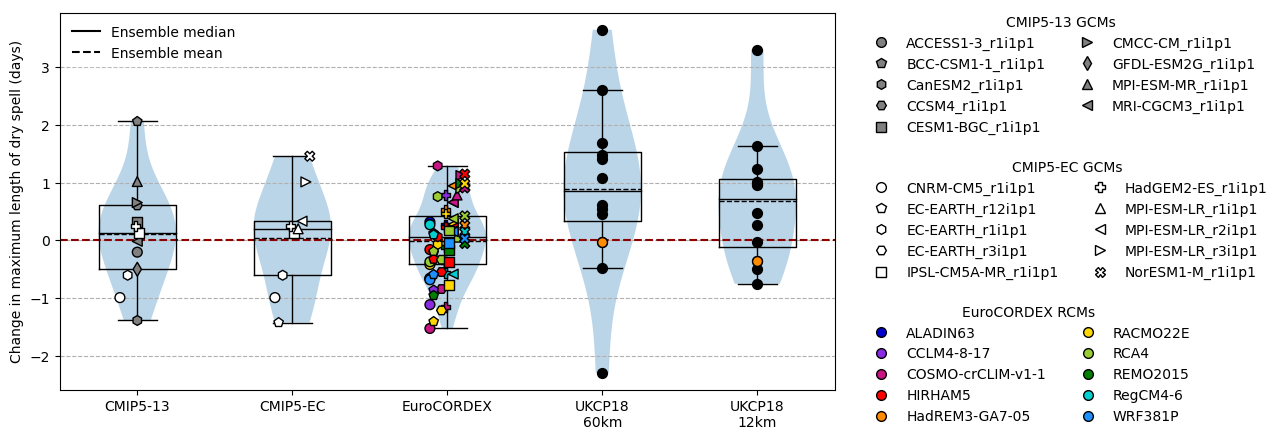 Change in maximum length of dry spell (days)
3
2
1
0
−1
−2
Ensemble median
Ensemble mean
CMIP5-13
CMIP5-EC
EuroCORDEX
UKCP18
60km
UKCP18
12km
CMIP5-13 GCMs
ACCESS1-3_r1i1p1
BCC-CSM1-1_r1i1p1
CanESM2_r1i1p1
CCSM4_r1i1p1
CESM1-BGC_r1i1p1
CMCC-CM_r1i1p1
GFDL-ESM2G_r1i1p1
MPI-ESM-MR_r1i1p1
MRI-CGCM3_r1i1p1
CMIP5-EC GCMs
CNRM-CM5_r1i1p1
EC-EARTH_r12i1p1
EC-EARTH_r1i1p1
EC-EARTH_r3i1p1
IPSL-CM5A-MR_r1i1p1
HadGEM2-ES_r1i1p1
MPI-ESM-LR_r1i1p1
MPI-ESM-LR_r2i1p1
MPI-ESM-LR_r3i1p1
NorESM1-M_r1i1p1
EuroCORDEX RCMs
ALADIN63
CCLM4-8-17
COSMO-crCLIM-v1-1
HIRHAM5
HadREM3-GA7-05
RACMO22E
RCA4
REMO2015
RegCM4-6
WRF381P